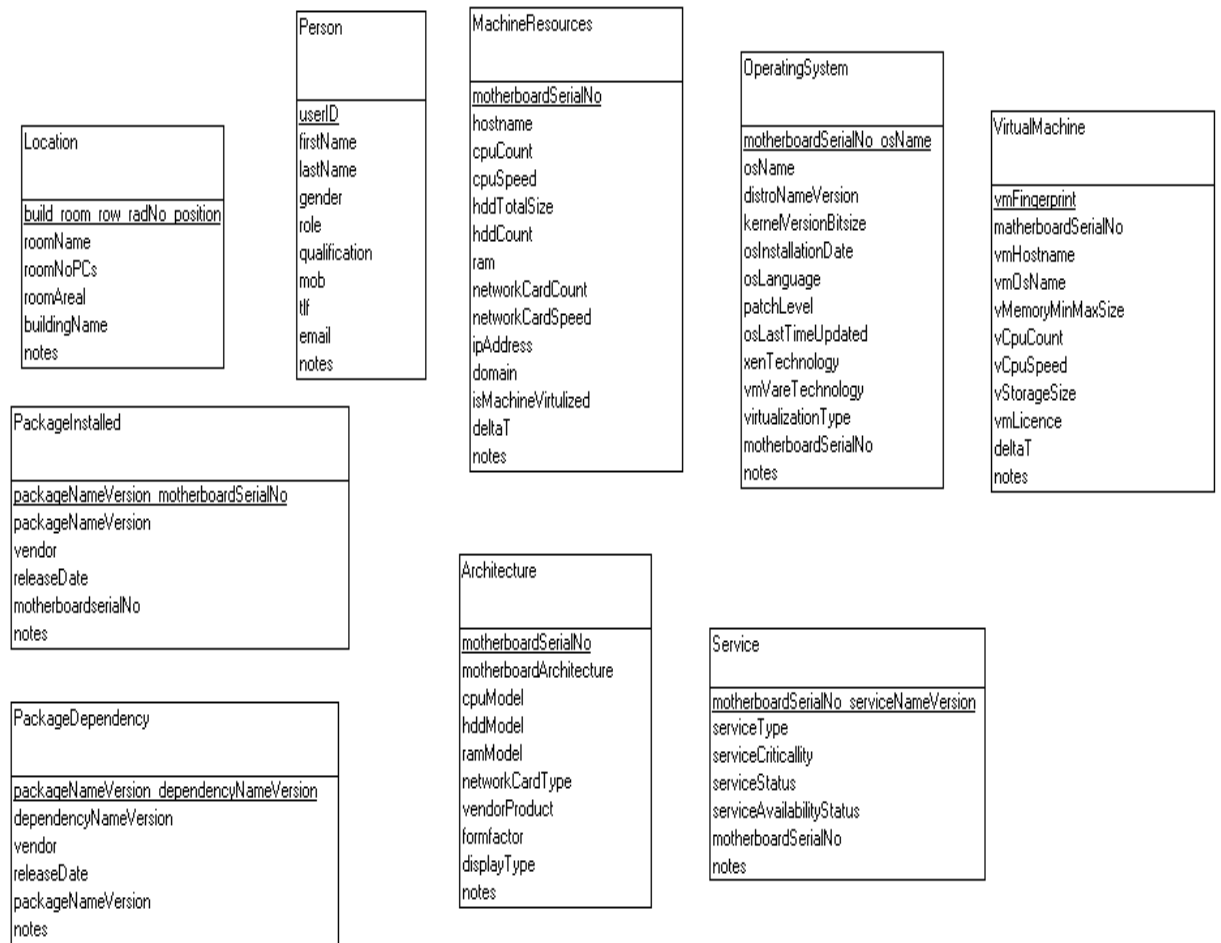 Location
build_room_row_radNo_position
roomName
roomNoPCs
roomAreal
buildingName
notes
Person
userID
firstName
lastName
gender
role
qualification
mob
tlf
email
notes
MachineResources
motherboardSerialNo
hostname
cpuCount
cpuSpeed
hddTotalSize
hddCount
ram
networkCardCount
networkCardSpeed
ipAddress
domain
isMachineVirtulized
deltaT
notes
OperatingSystem
motherboardSerialNo_osName
osName
distroNameVersion
kernelVersionBitsize
osInstallationDate
osLanguage
patchLevel
osLastTimeUpdated
xenTechnology
vmVareTechnology
virtualizationType
motherboardSerialNo
notes
VirtualMachine
vmFingerprint
matherboardSerialNo
vmHostname
vmOsName
vMemoryMinMaxSize
vCpuCount
vCpuSpeed
vStorageSize
vmLicence
deltaT
notes
PackageInstalled
packageNameVersion_motherboardSerialNo
packageNameVersion
vendor
releaseDate
motherboardserialNo
notes
PackageDependency
packageNameVersion_dependencyNameVersion
dependencyNameVersion
vendor
releaseDate
packageNameVersion
notes
Architecture
motherboardSerialNo
motherboardArchitecture
cpuModel
hddModel
ramModel
networkCardType
vendorProduct
formfactor
displayType
notes
Service
motherboardSerialNo_serviceNameVersion
serviceType
serviceCriticallity
serviceStatus
serviceAvailabilityStatus
motherboardSerialNo
notes